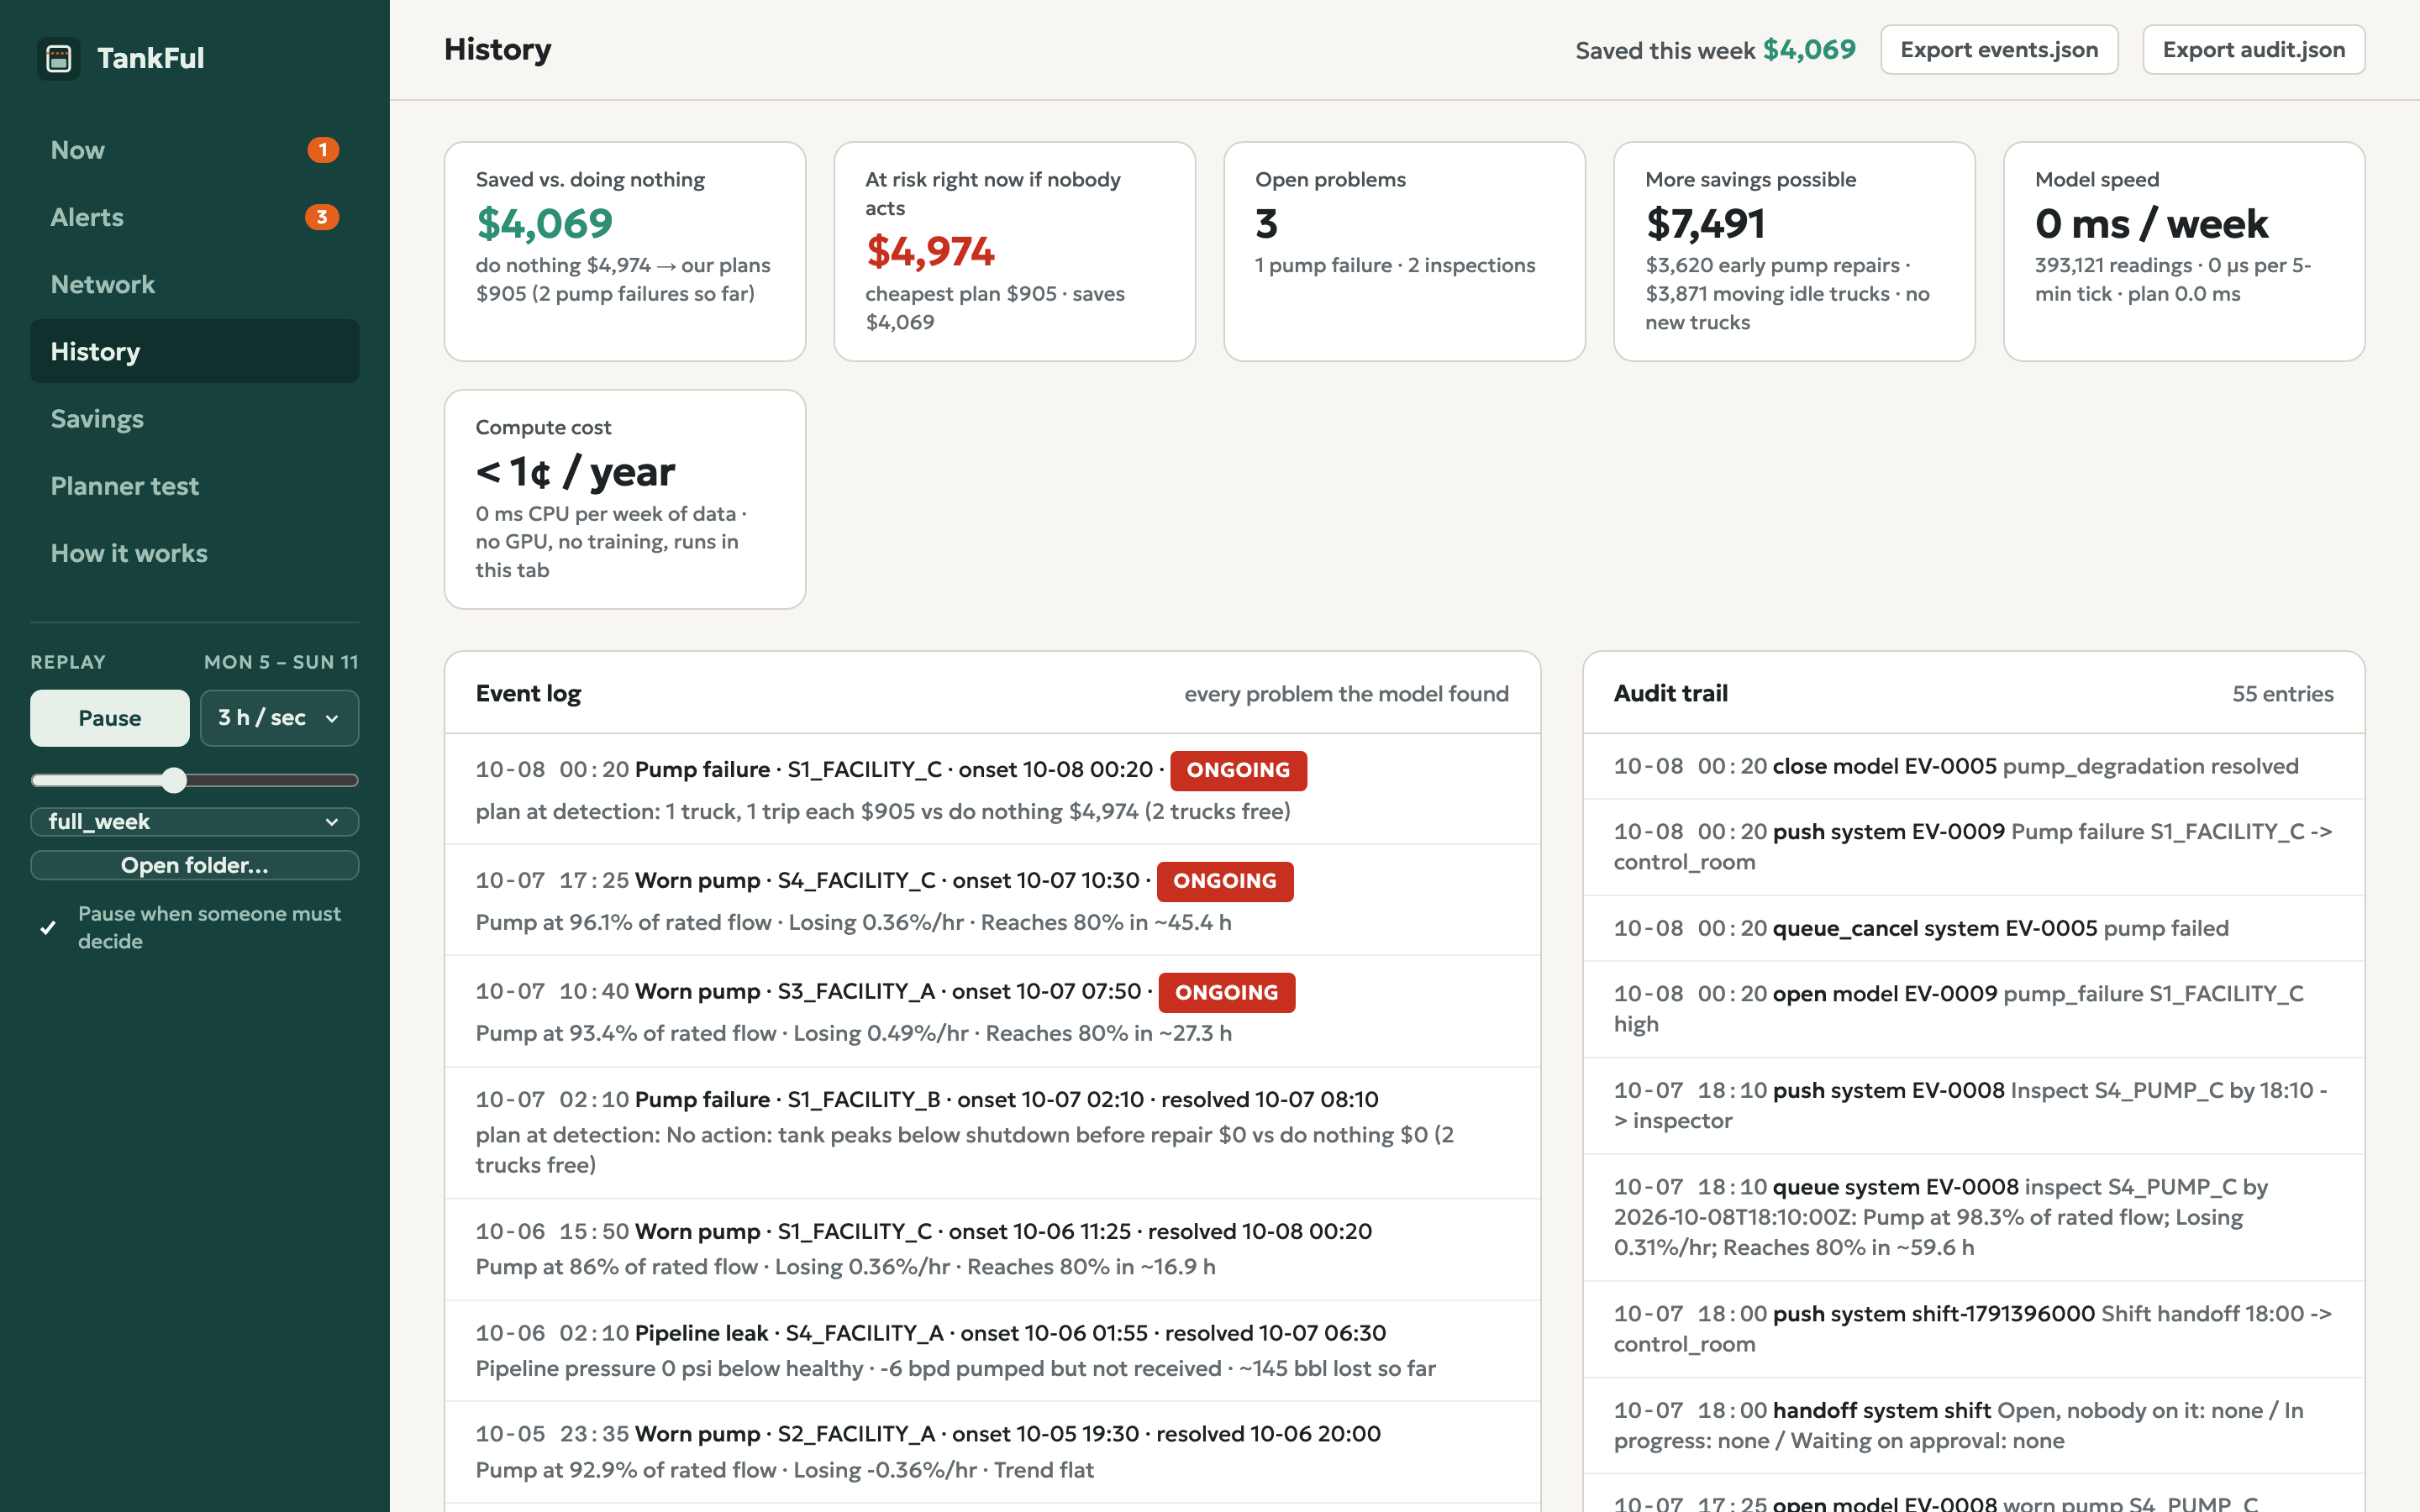 TankFul
Now 1
Alerts 3
Network
History
Savings
Planner test
How it works
REPLAY MON 5 – SUN 11
Pause 3 h / sec
full_week
Open folder...
Pause when someone must
decide
History
Saved this week $4,069
Export events.json
Export audit.json
Saved vs. doing nothing
$4,069
do nothing $4,974 → our plans
$905 (2 pump failures so far)
At risk right now if nobody
acts
$4,974
cheapest plan $905 · saves
$4,069
Open problems
3
1 pump failure · 2 inspections
More savings possible
$7,491
$3,620 early pump repairs ·
$3,871 moving idle trucks · no
new trucks
Model speed
0 ms / week
393,121 readings · 0 µs per 5-
min tick · plan 0.0 ms
Compute cost
< 1¢ / year
0 ms CPU per week of data ·
no GPU, no training, runs in
this tab
Event log every problem the model found
10-08 00:20 Pump failure · S1_FACILITY_C · onset 10-08 00:20 · ONGOING
plan at detection: 1 truck, 1 trip each $905 vs do nothing $4,974 (2 trucks free)
10-07 17:25 Worn pump · S4_FACILITY_C · onset 10-07 10:30 · ONGOING
Pump at 96.1% of rated flow · Losing 0.36%/hr · Reaches 80% in ~45.4 h
10-07 10:40 Worn pump · S3_FACILITY_A · onset 10-07 07:50 · ONGOING
Pump at 93.4% of rated flow · Losing 0.49%/hr · Reaches 80% in ~27.3 h
10-07 02:10 Pump failure · S1_FACILITY_B · onset 10-07 02:10 · resolved 10-07 08:10
plan at detection: No action: tank peaks below shutdown before repair $0 vs do nothing $0 (2
trucks free)
10-06 15:50 Worn pump · S1_FACILITY_C · onset 10-06 11:25 · resolved 10-08 00:20
Pump at 86% of rated flow · Losing 0.36%/hr · Reaches 80% in ~16.9 h
10-06 02:10 Pipeline leak · S4_FACILITY_A · onset 10-06 01:55 · resolved 10-07 06:30
Pipeline pressure 0 psi below healthy · -6 bpd pumped but not received · ~145 bbl lost so far
10-05 23:35 Worn pump · S2_FACILITY_A · onset 10-05 19:30 · resolved 10-06 20:00
Pump at 92.9% of rated flow · Losing -0.36%/hr · Trend flat
Audit trail 55 entries
10-08 00:20 close model EV-0005 pump_degradation resolved
10-08 00:20 push system EV-0009 Pump failure S1_FACILITY_C ->
control_room
10-08 00:20 queue_cancel system EV-0005 pump failed
10-08 00:20 open model EV-0009 pump_failure S1_FACILITY_C
high
10-07 18:10 push system EV-0008 Inspect S4_PUMP_C by 18:10 -
> inspector
10-07 18:10 queue system EV-0008 inspect S4_PUMP_C by
2026-10-08T18:10:00Z: Pump at 98.3% of rated flow; Losing
0.31%/hr; Reaches 80% in ~59.6 h
10-07 18:00 push system shift-1791396000 Shift handoff 18:00 ->
control_room
10-07 18:00 handoff system shift Open, nobody on it: none / In
progress: none / Waiting on approval: none
10-07 17:25 open model EV-0008 worn pump S4 PUMP C